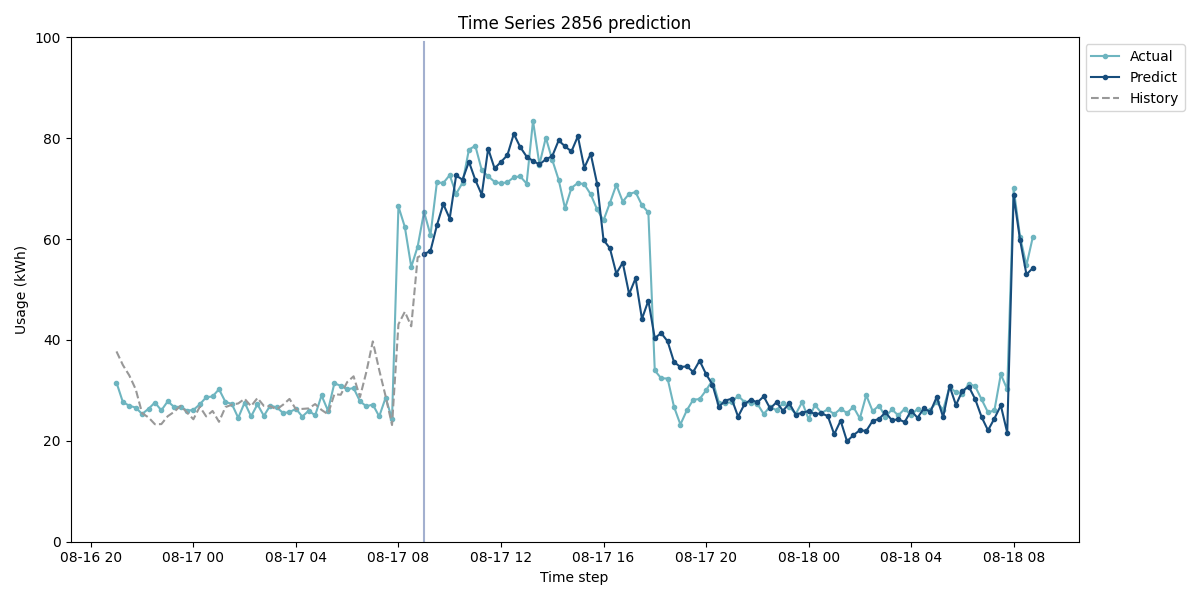 Time Series 2856 prediction
100
80
60
40
20
0
Usage (kWh)
08-16 20
08-17 00
08-17 04
08-17 08
08-17 12
08-17 16
08-17 20
08-18 00
08-18 04
08-18 08
Time step
Actual
Predict
History